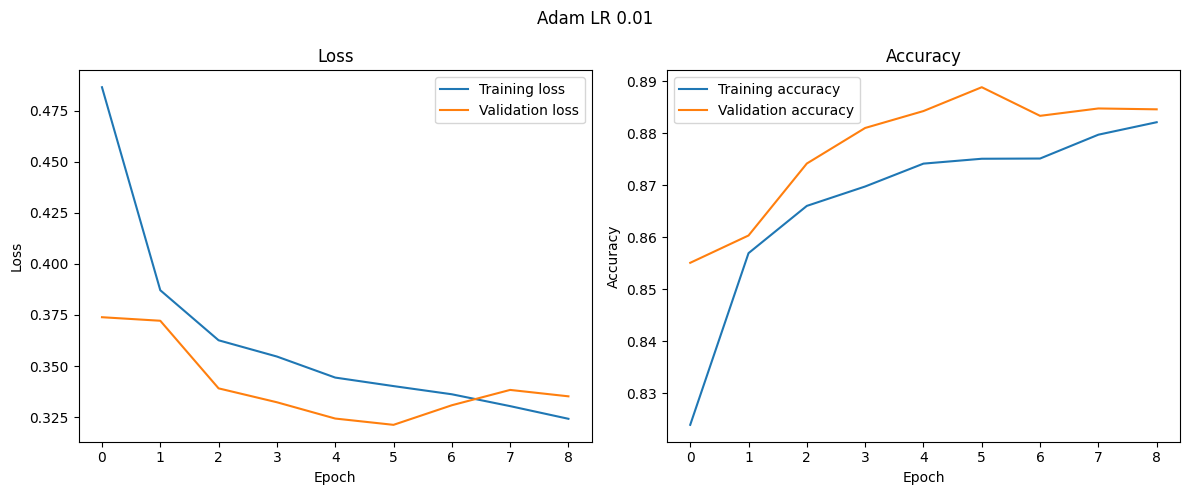 Adam LR 0.01
Loss
Training loss
Validation loss
0.475
0.450
0.425
0.400
0.375
0.350
0.325
Loss
0 1 2 3 4 5 6 7 8
Epoch
Accuracy
Training accuracy
Validation accuracy
0.89
0.88
0.87
0.86
0.85
0.84
0.83
Accuracy
0 1 2 3 4 5 6 7 8
Epoch